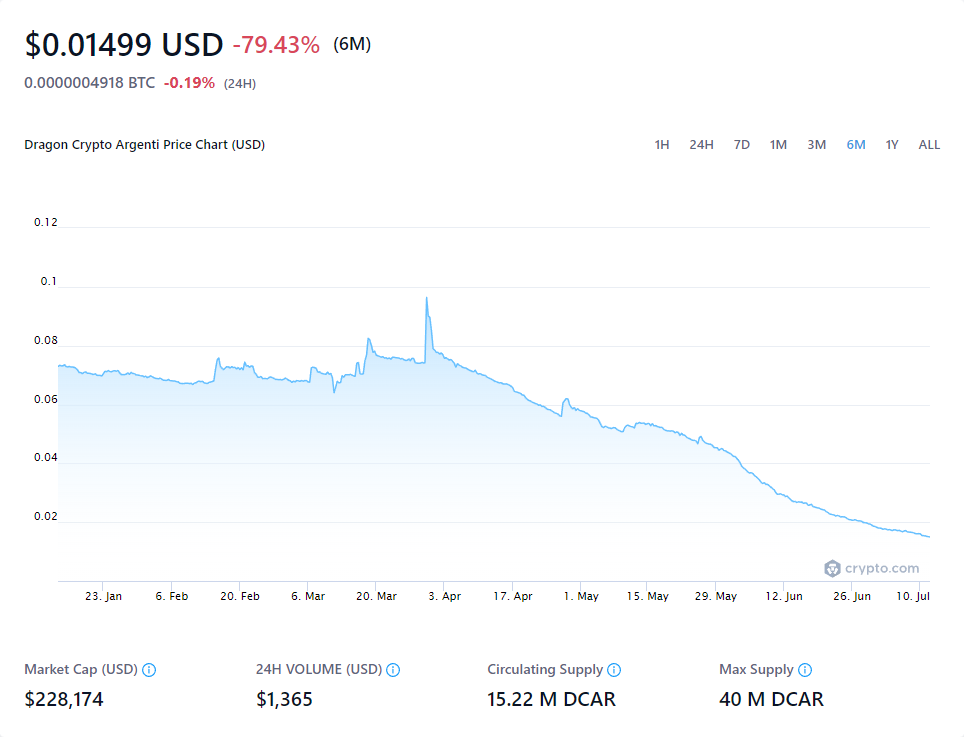 $0.01499 USD -79.43% (6M)
0.0000004918 BTC -0.19% (24H)
Dragon Crypto Argenti Price Chart (USD) 1H 24H 7D 1M 3M 6M 1Y ALL
0.12
0.1
0.08
0.06
0.04
0.02
crypto.com
23. Jan 6. Feb 20. Feb 6. Mar 20. Mar 3. Apr 17. Apr 1. May 15. May 29. May 12. Jun 26. Jun 10. Jul
Market Cap (USD) 24H VOLUME (USD) Circulating Supply Max Supply
$228,174 $1,365 15.22 M DCAR 40 M DCAR